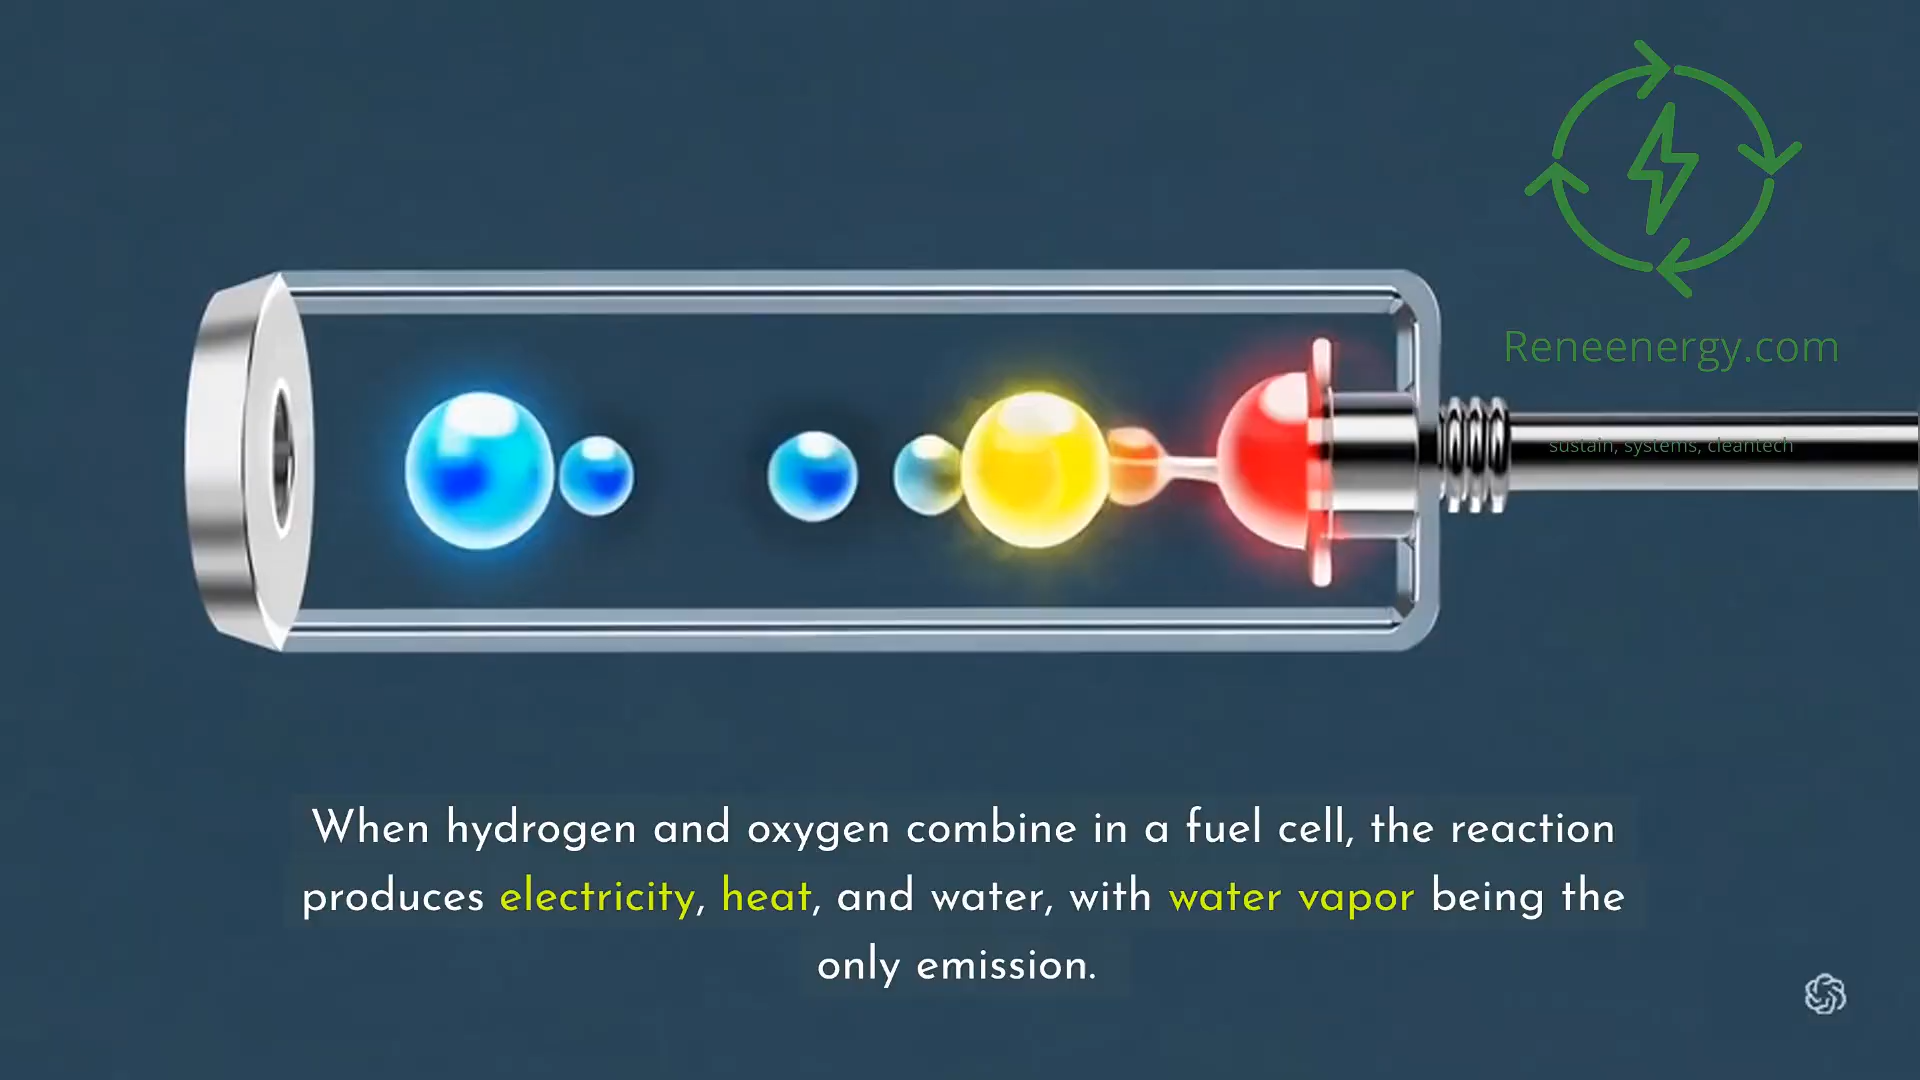 Reneenergy.com
sustain, systems, cleantech
When hydrogen and oxygen combine in a fuel cell, the reaction
produces electricity, heat, and water, with water vapor being the
only emission.